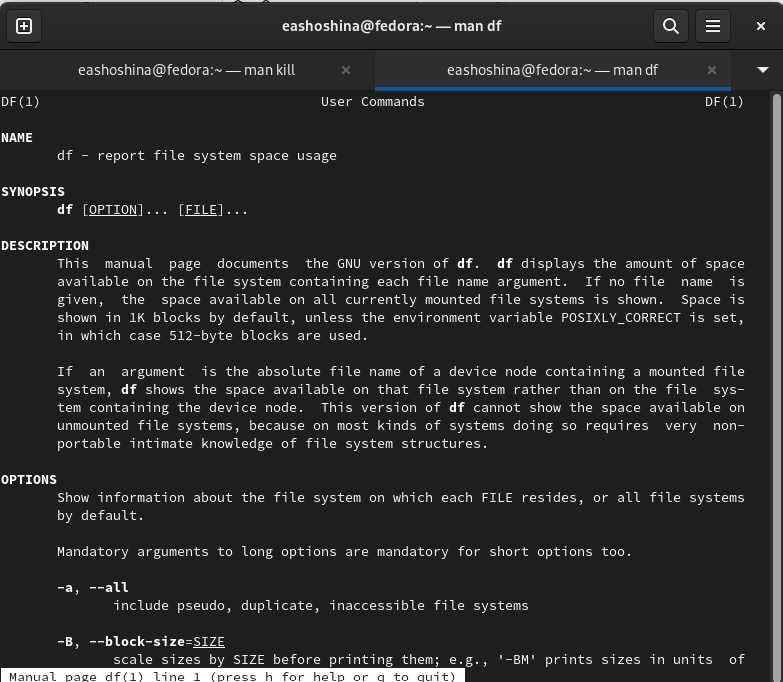 eashoshina@fedora:~ — man df
eashoshina@fedora:~ — man kill
eashoshina@fedora:~ — man df
DF(1) User Commands DF(1)
NAME
df - report file system space usage
SYNOPSIS
df [OPTION]... [FILE]...
DESCRIPTION
This manual page documents the GNU version of df. df displays the amount of space
available on the file system containing each file name argument. If no file name is
given, the space available on all currently mounted file systems is shown. Space is
shown in 1K blocks by default, unless the environment variable POSIXLY_CORRECT is set,
in which case 512-byte blocks are used.
If an argument is the absolute file name of a device node containing a mounted file
system, df shows the space available on that file system rather than on the file sys-
tem containing the device node. This version of df cannot show the space available on
unmounted file systems, because on most kinds of systems doing so requires very non-
portable intimate knowledge of file system structures.
OPTIONS
Show information about the file system on which each FILE resides, or all file systems
by default.
Mandatory arguments to long options are mandatory for short options too.
-a, --all
include pseudo, duplicate, inaccessible file systems
-B, --block-size=SIZE
scale sizes by SIZE before printing them; e.g., '-BM' prints sizes in units of
Manual page df(1) line 1 (press h for help or q to quit)